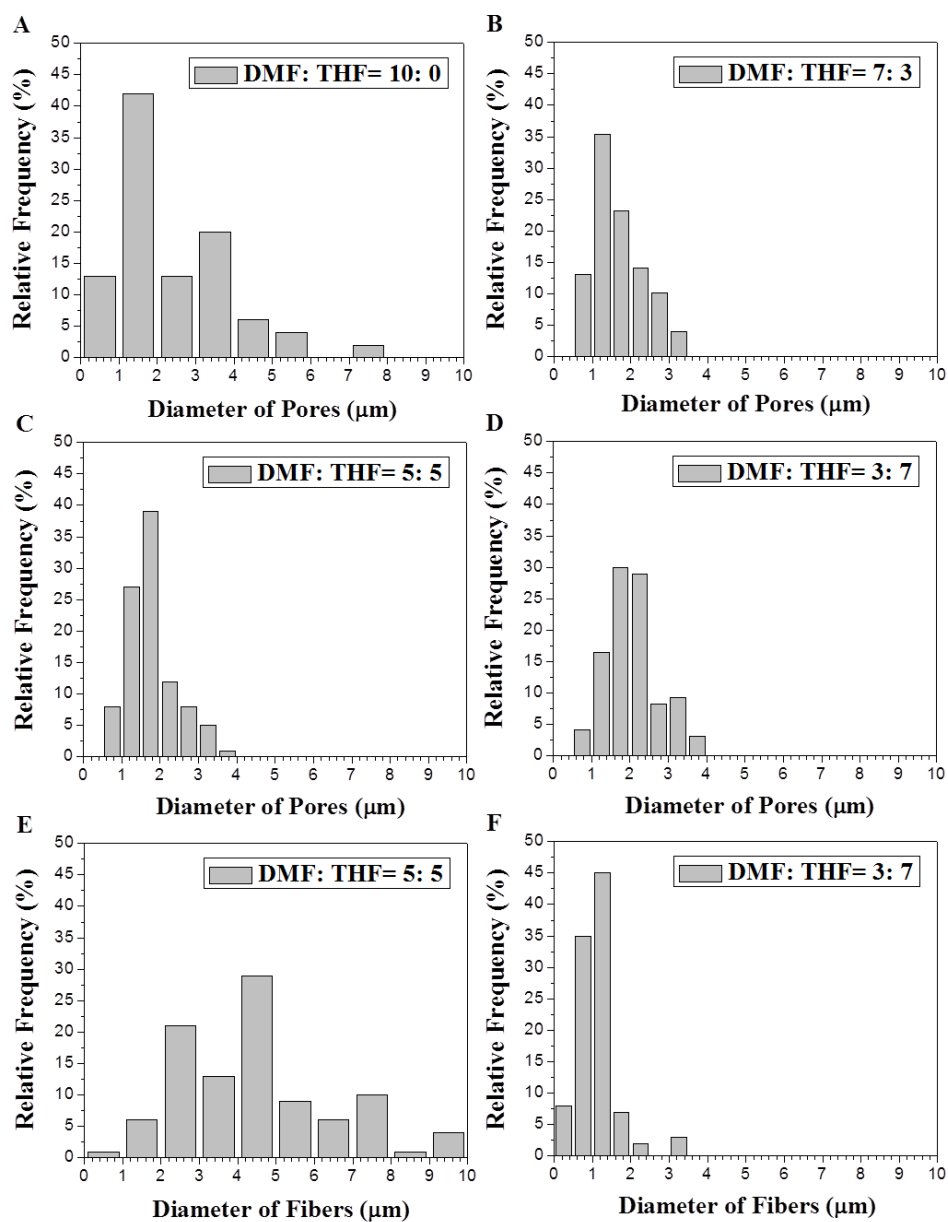 A
DMF: THF= 10: 0
Relative Frequency (%)
50
45
40
35
30
25
20
15
10
5
0
0 1 2 3 4 5 6 7 8 9 10
Diameter of Pores (μm)
B
DMF: THF= 7: 3
Relative Frequency (%)
50
45
40
35
30
25
20
15
10
5
0
0 1 2 3 4 5 6 7 8 9 10
Diameter of Pores (μm)
C
DMF: THF= 5: 5
Relative Frequency (%)
50
45
40
35
30
25
20
15
10
5
0
0 1 2 3 4 5 6 7 8 9 10
Diameter of Pores (μm)
D
DMF: THF= 3: 7
Relative Frequency (%)
50
45
40
35
30
25
20
15
10
5
0
0 1 2 3 4 5 6 7 8 9 10
Diameter of Pores (μm)
E
DMF: THF= 5: 5
Relative Frequency (%)
50
45
40
35
30
25
20
15
10
5
0
0 1 2 3 4 5 6 7 8 9 10
Diameter of Fibers (μm)
F
DMF: THF= 3: 7
Relative Frequency (%)
50
45
40
35
30
25
20
15
10
5
0
0 1 2 3 4 5 6 7 8 9 10
Diameter of Fibers (μm)